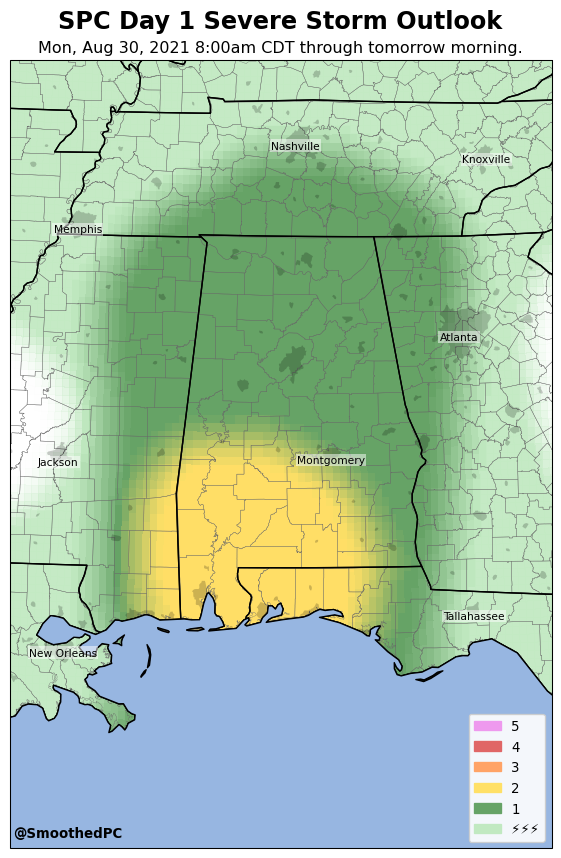 SPC Day 1 Severe Storm Outlook
Mon, Aug 30, 2021 8:00am CDT through tomorrow morning.
Nashville
Knoxville
Memphis
Atlanta
Jackson
Montgomery
Tallahassee
New Orleans
5
4
3
2
1
⚡⚡⚡
@SmoothedPC